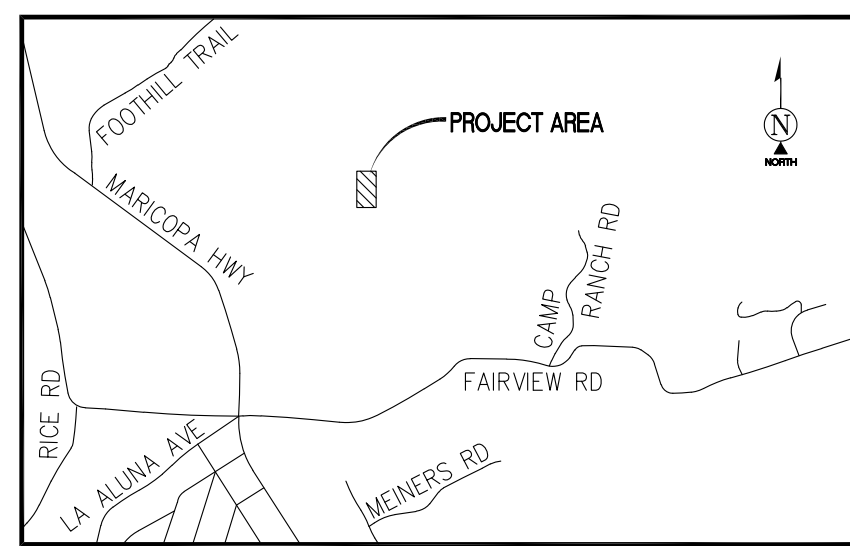 FOOTHILL TRAIL
PROJECT AREA
N
NORTH
MARICOPA HWY
CAMP
RANCH RD
FAIRVIEW RD
RICE RD
LA ALUNA AVE
MEINERS RD